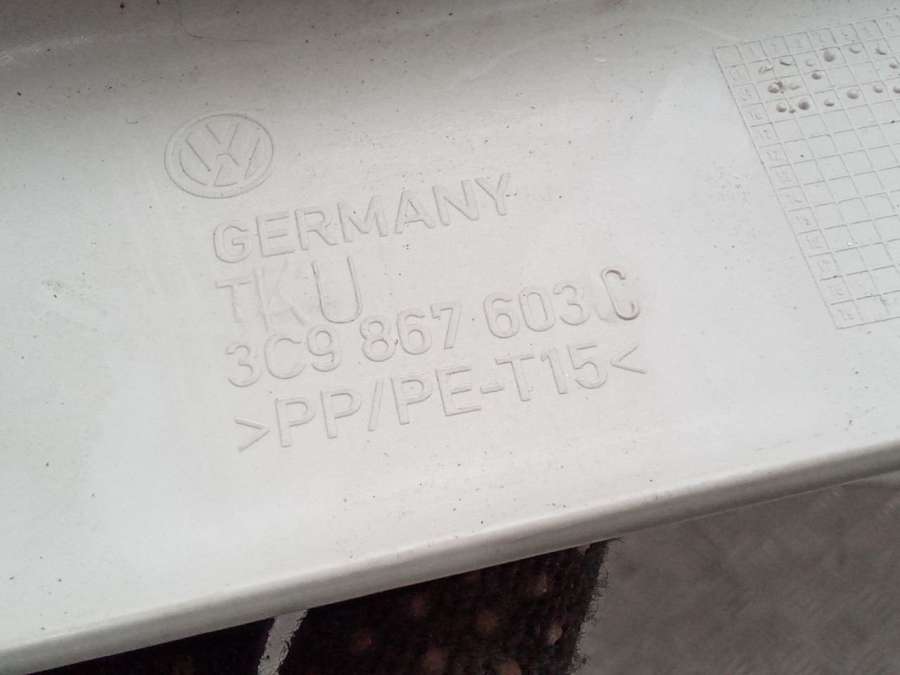 GERMANY
TKU
3C9 867 603 C
>PP/PE-T15<